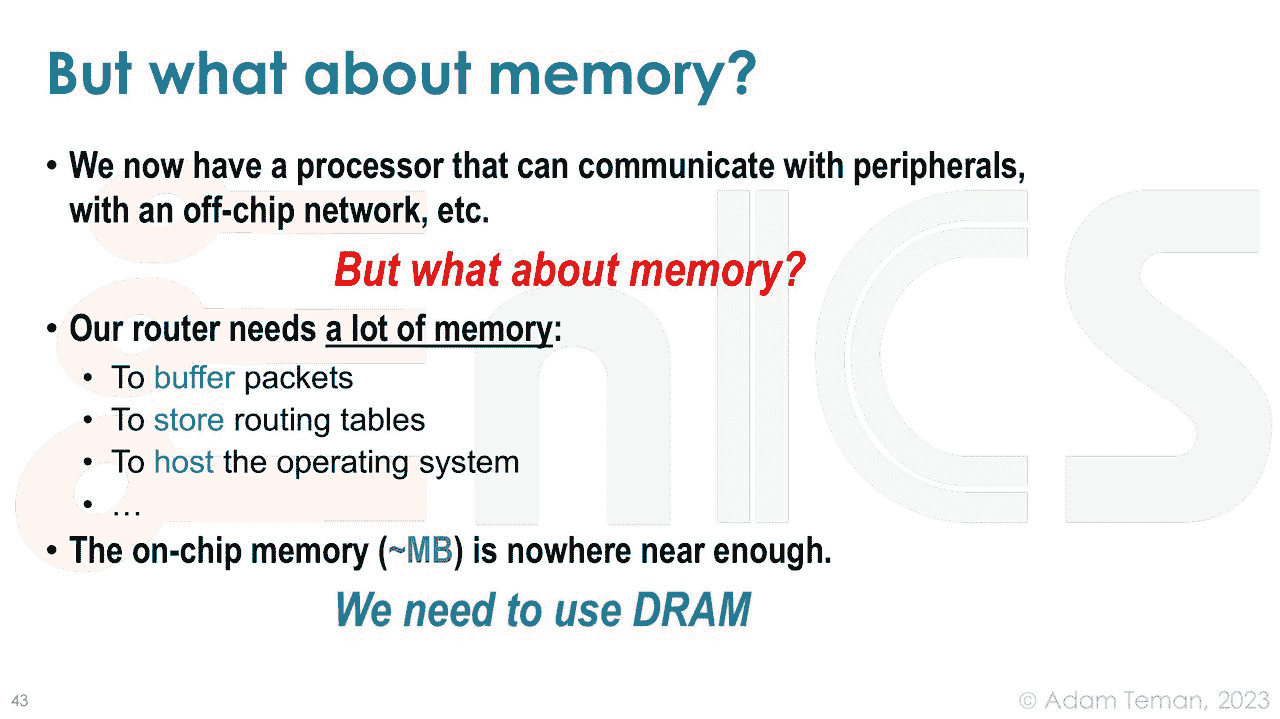 But what about memory?
• We now have a processor that can communicate with peripherals,
with an off-chip network, etc.
But what about memory?
• Our router needs a lot of memory:
• To buffer packets
• To store routing tables
• To host the operating system
• …
• The on-chip memory (~MB) is nowhere near enough.
We need to use DRAM
43
© Adam Teman, 2023
EnICS